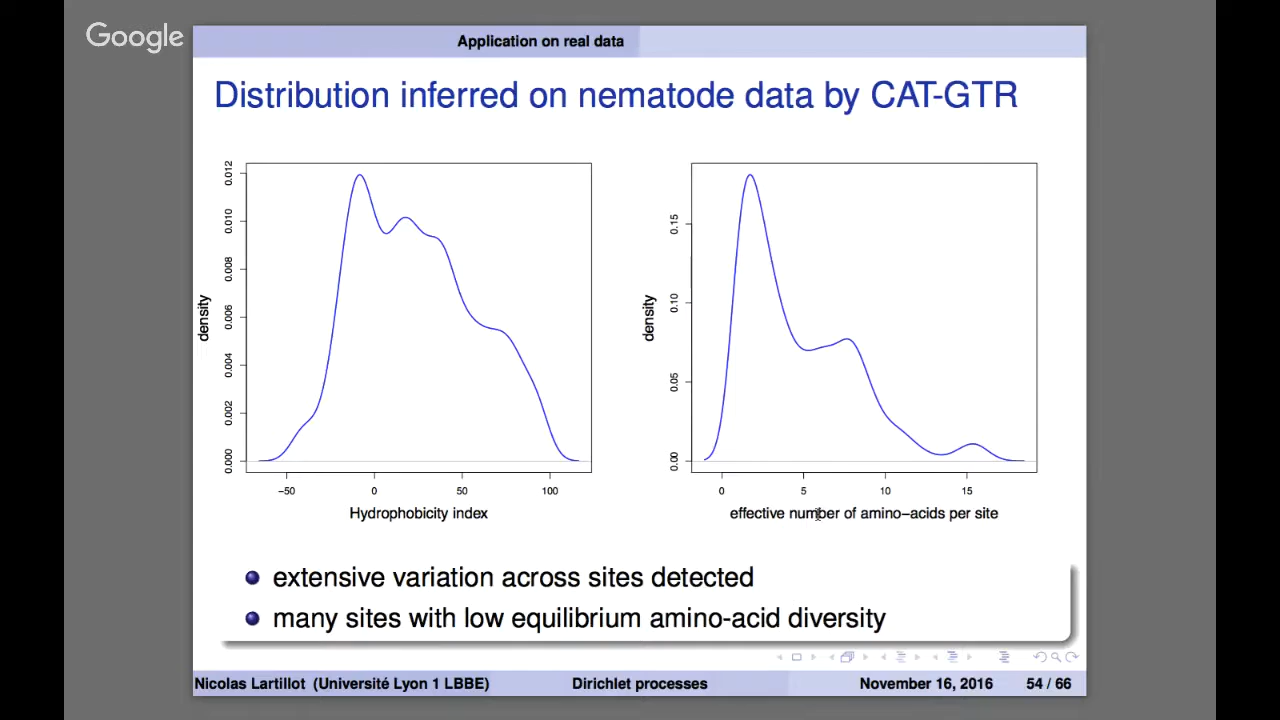 Google
Application on real data
Distribution inferred on nematode data by CAT-GTR
0.012
0.010
0.008
0.006
0.004
0.002
0.000
density
−50 0 50 100
Hydrophobicity index
0.15
0.10
0.05
0.00
density
0 5 10 15
effective number of amino−acids per site
extensive variation across sites detected
many sites with low equilibrium amino-acid diversity
Nicolas Lartillot (Université Lyon 1 LBBE) Dirichlet processes November 16, 2016 54 / 66